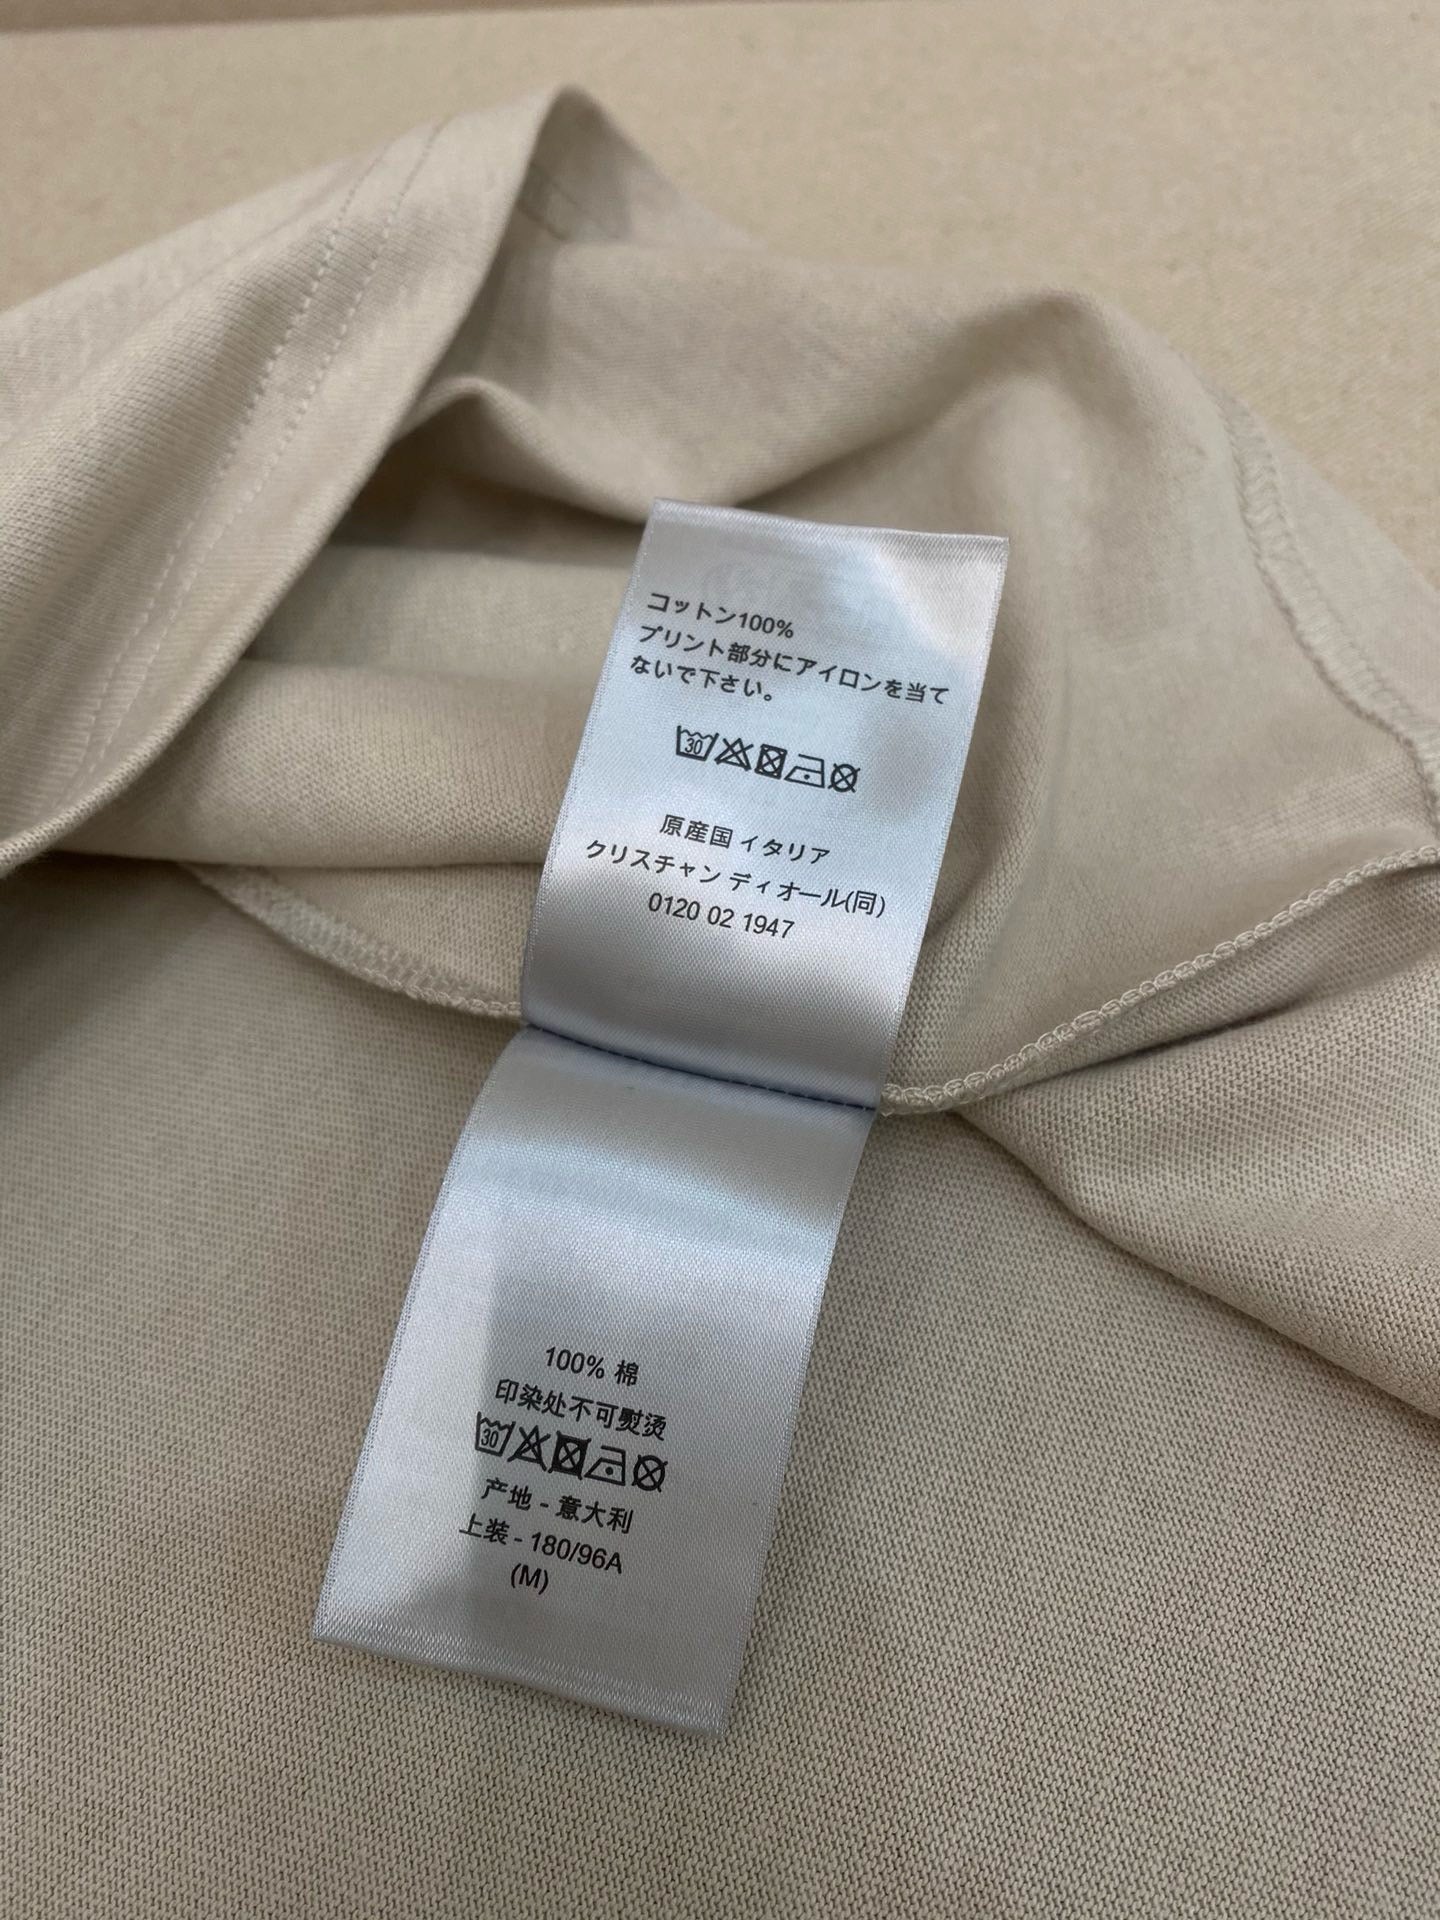 コットン100%
プリント部分にアイロンを当て
ないで下さい。
30
原産国 イタリア
クリスチャン ディオール(同)
0120 02 1947
100% 棉
印染处不可熨烫
30
产地 - 意大利
上装 - 180/96A
(M)